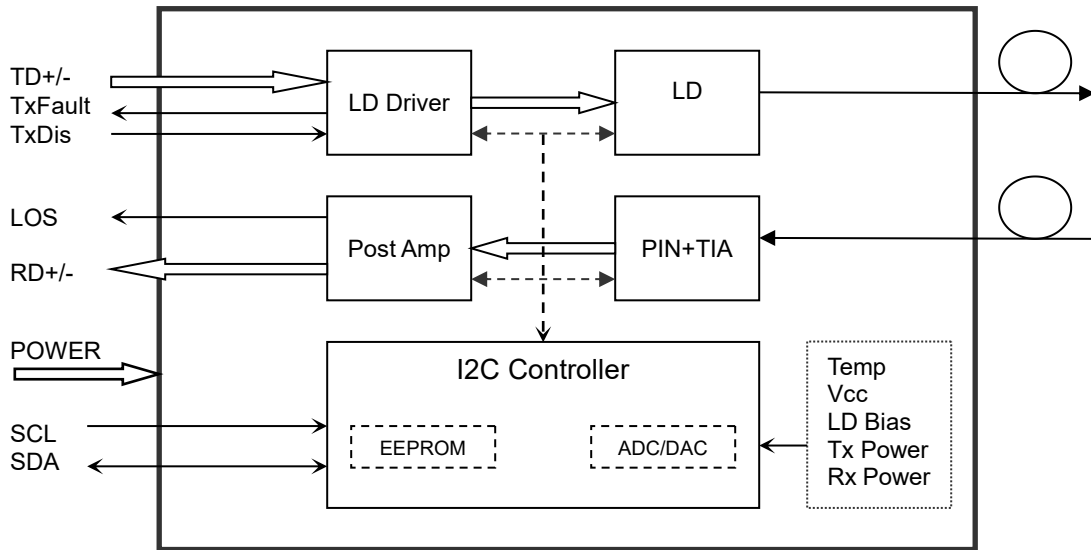 TD+/-
TxFault
TxDis
LD Driver
LD
LOS
RD+/-
Post Amp
PIN+TIA
POWER
SCL
SDA
I2C Controller
EEPROM
ADC/DAC
Temp
Vcc
LD Bias
Tx Power
Rx Power